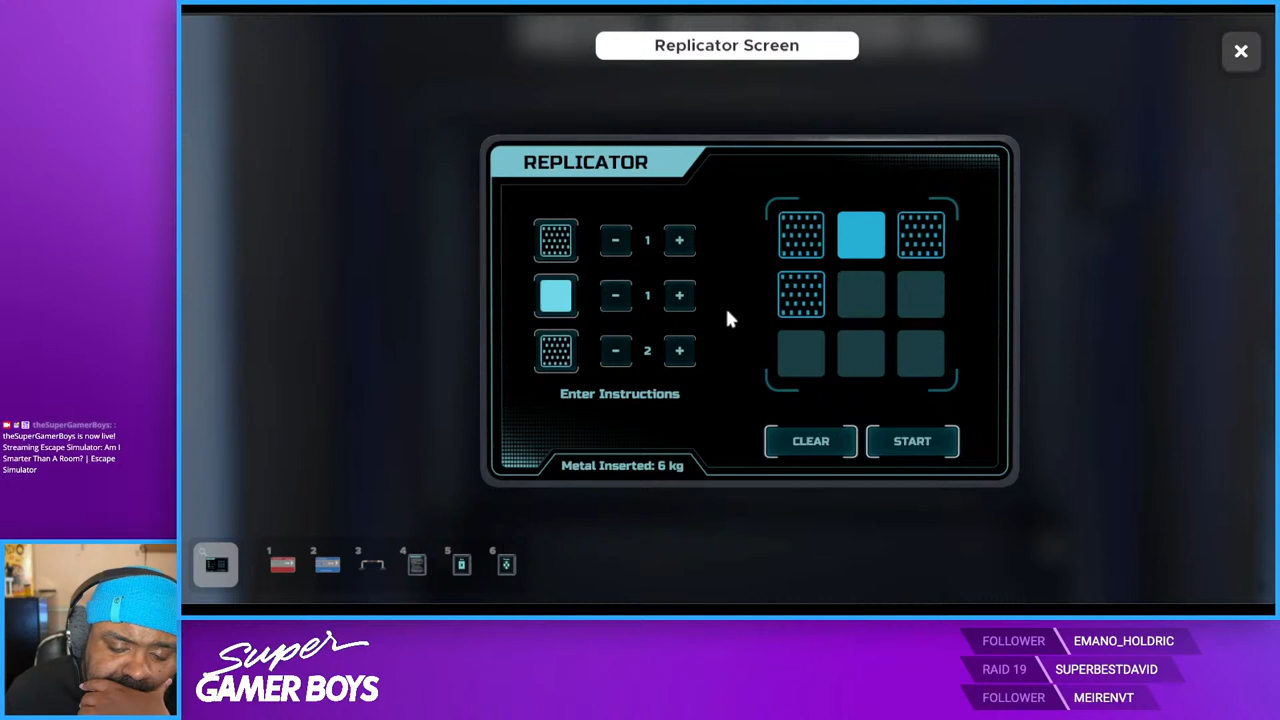 Replicator Screen
REPLICATOR
- 1 +
- 1 +
- 2 +
Enter Instructions
CLEAR
START
Metal Inserted: 6 kg
theSuperGamerBoys: :
theSuperGamerBoys is now live!
Streaming Escape Simulator: Am I
Smarter Than A Room? | Escape
Simulator
1 2 3 4 5 6
Super
GAMER BOYS
FOLLOWER EMANO_HOLDRIC
RAID 19 SUPERBESTDAVID
FOLLOWER MEIRENVT